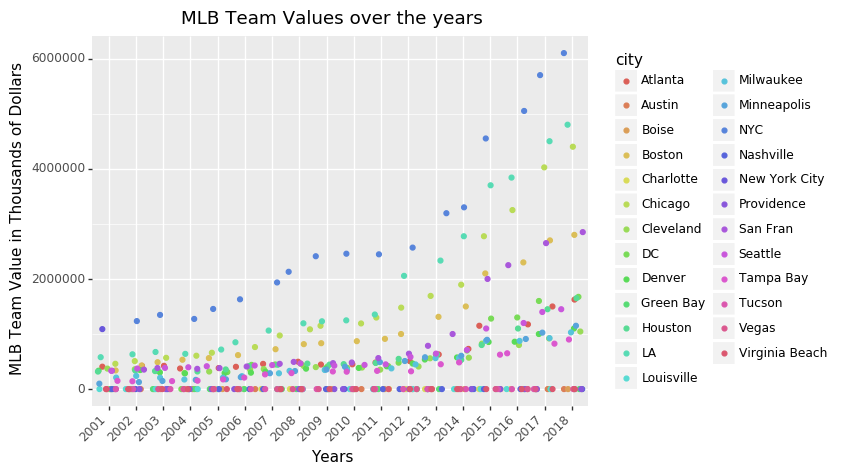 MLB Team Values over the years
MLB Team Value in Thousands of Dollars
6000000
4000000
2000000
0
2001 2002 2003 2004 2005 2006 2007 2008 2009 2010 2011 2012 2013 2014 2015 2016 2017 2018
Years
city
Atlanta
Austin
Boise
Boston
Charlotte
Chicago
Cleveland
DC
Denver
Green Bay
Houston
LA
Louisville
Milwaukee
Minneapolis
NYC
Nashville
New York City
Providence
San Fran
Seattle
Tampa Bay
Tucson
Vegas
Virginia Beach